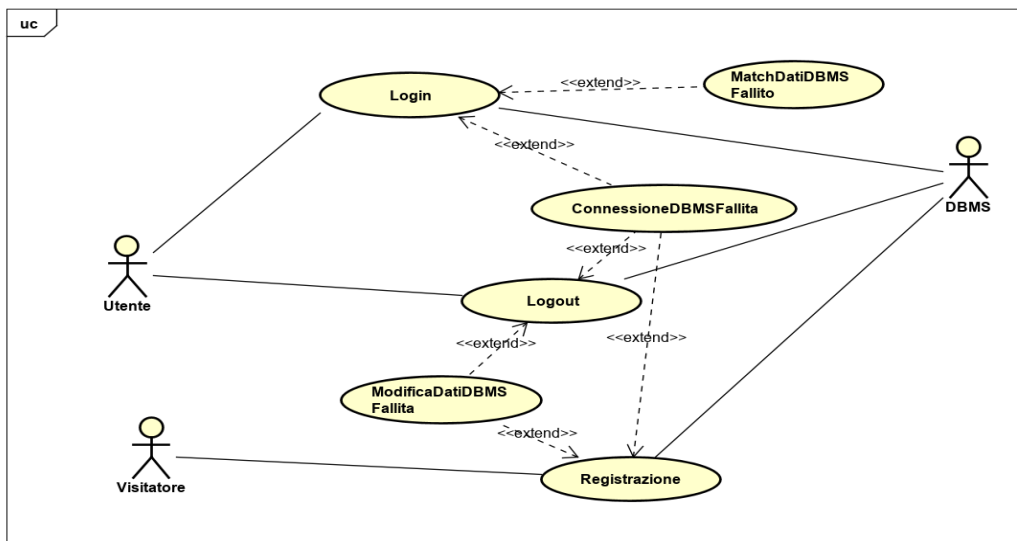 uc
<<extend>>
MatchDatiDBMS
Fallito
Login
<<extend>>
DBMS
ConnessioneDBMSFallita
<<extend>>
Utente
Logout
<<extend>>
<<extend>>
ModificaDatiDBMS
Fallita
<<extend>>
Visitatore
Registrazione